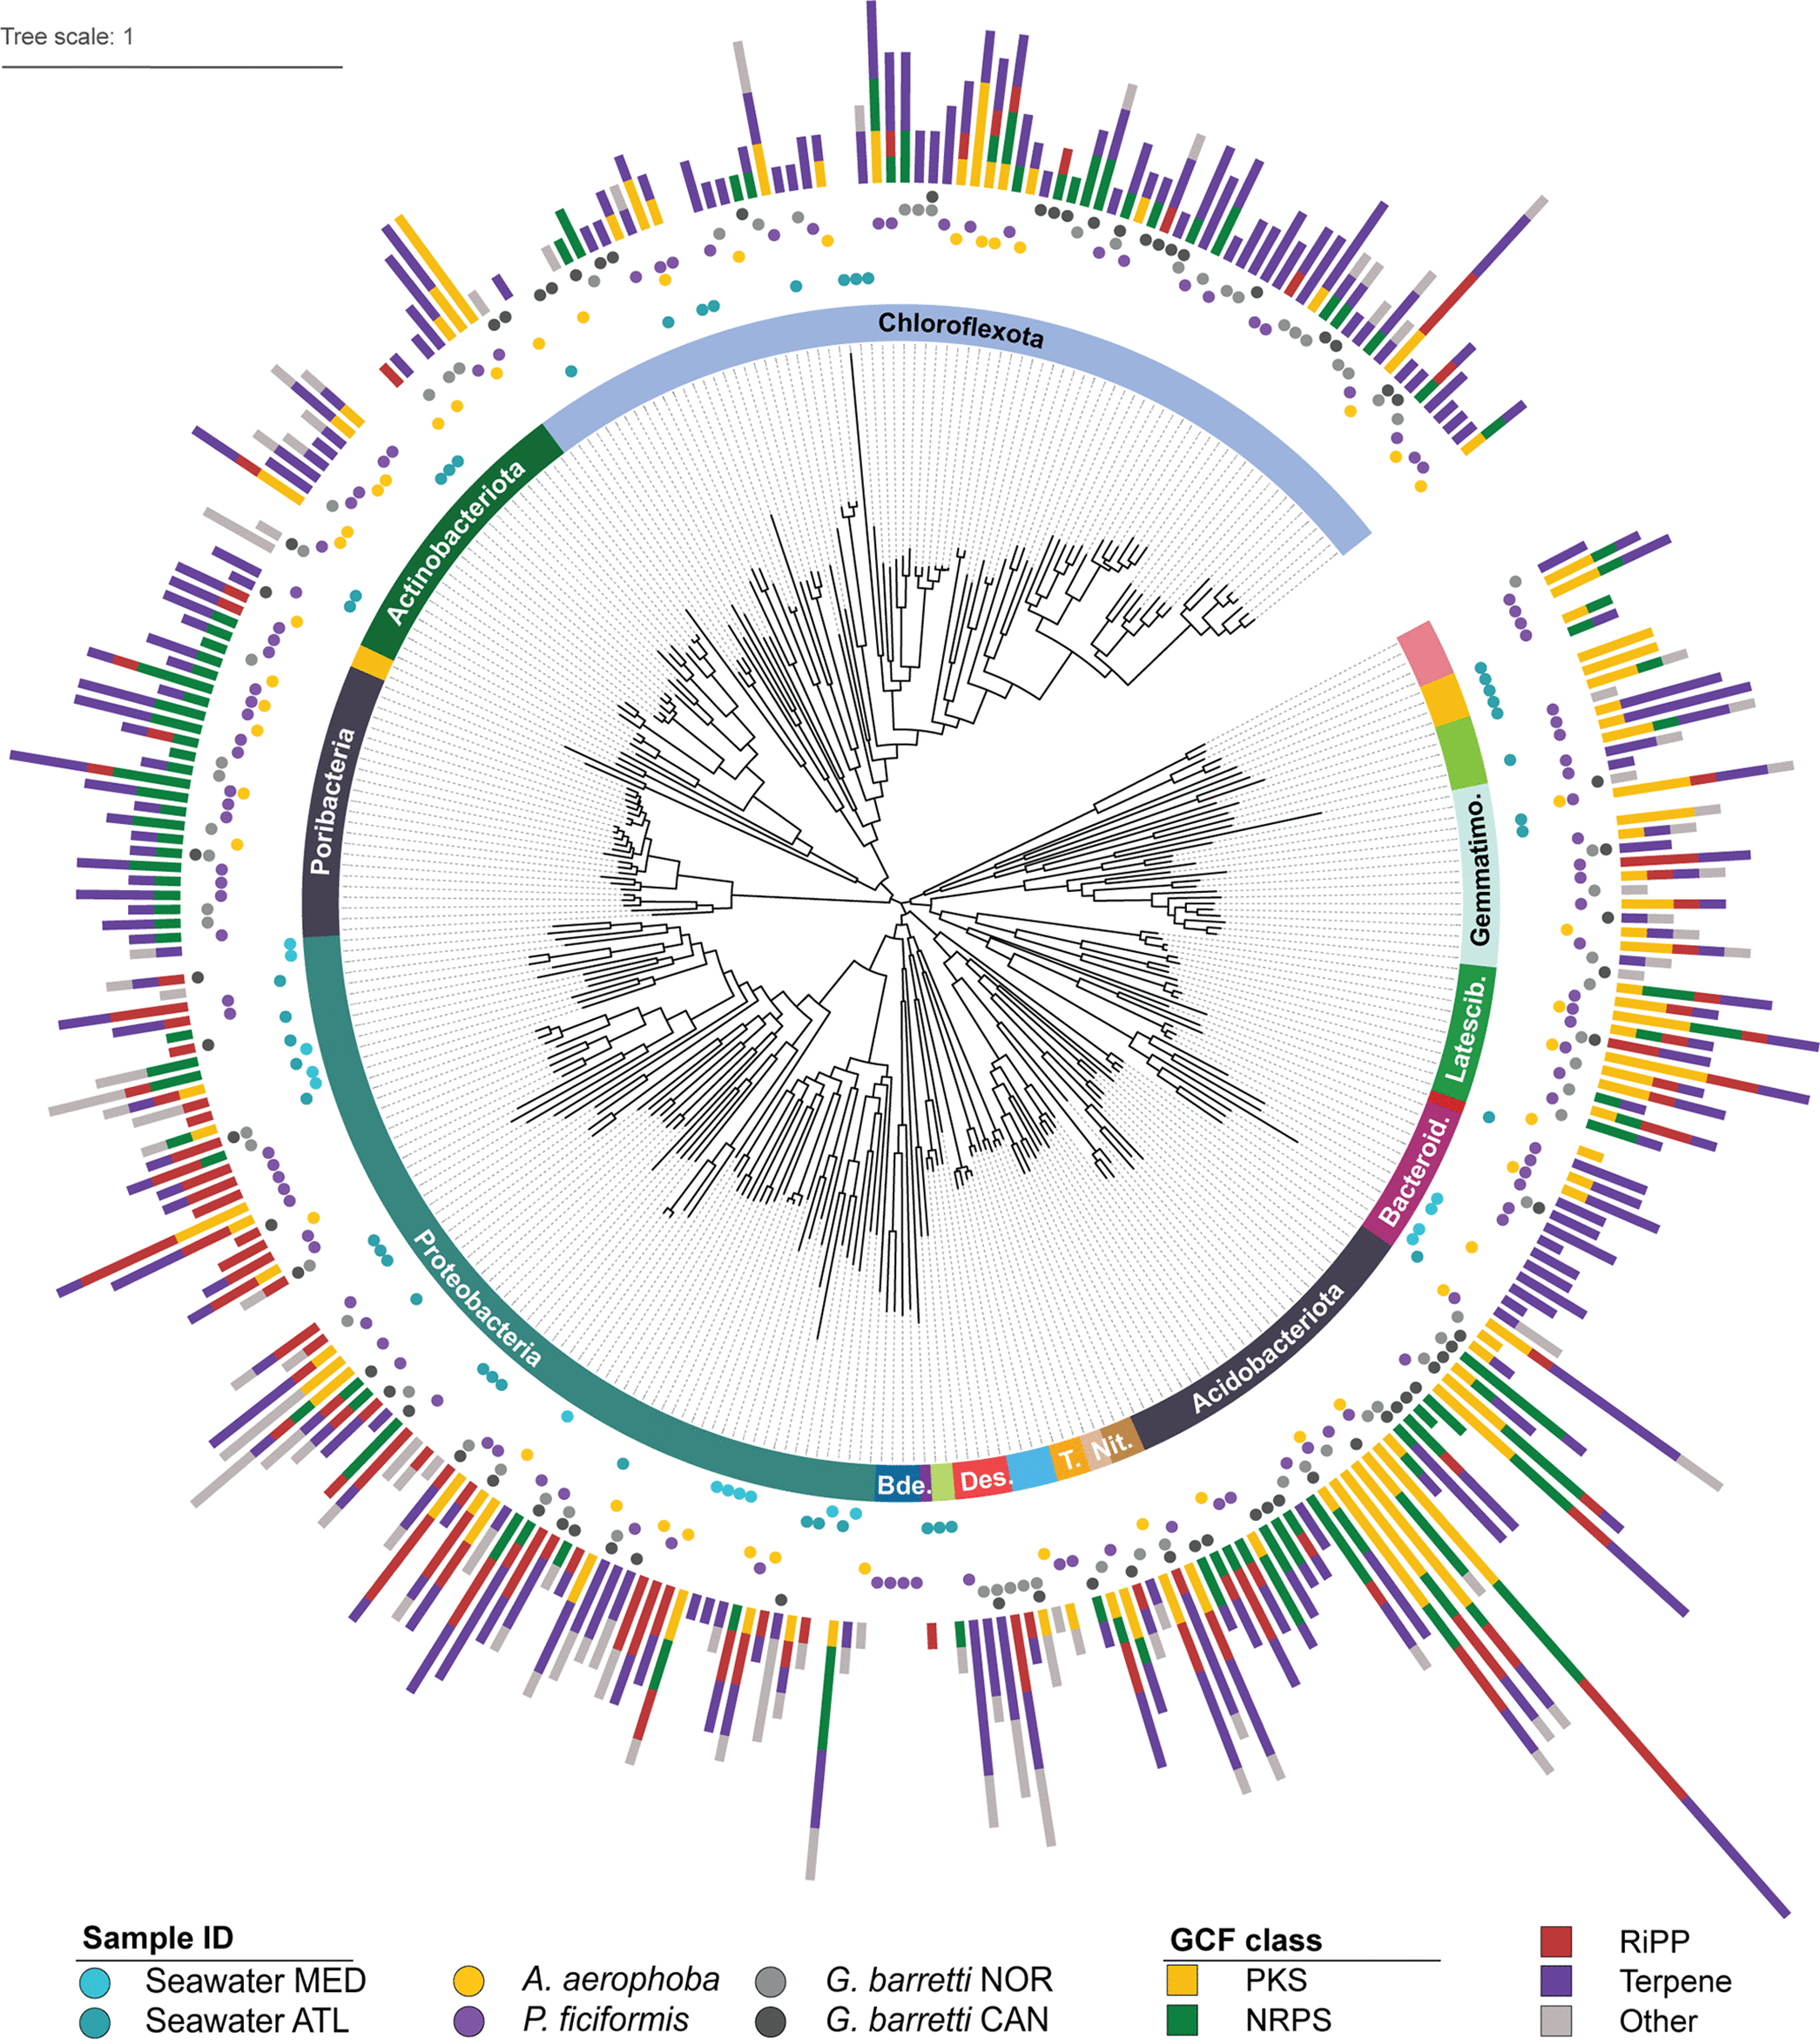 Tree scale: 1
Chloroflexota
Actinobacteriota
Poribacteria
Gemmatimo.
Latescib.
Bacteroid.
Proteobacteria
Acidobacteriota
Bde.
Des.
T.
Nit.
Sample ID
GCF class
Seawater MED
A. aerophoba
G. barretti NOR
PKS
RiPP
Terpene
Seawater ATL
P. ficiformis
G. barretti CAN
NRPS
Other